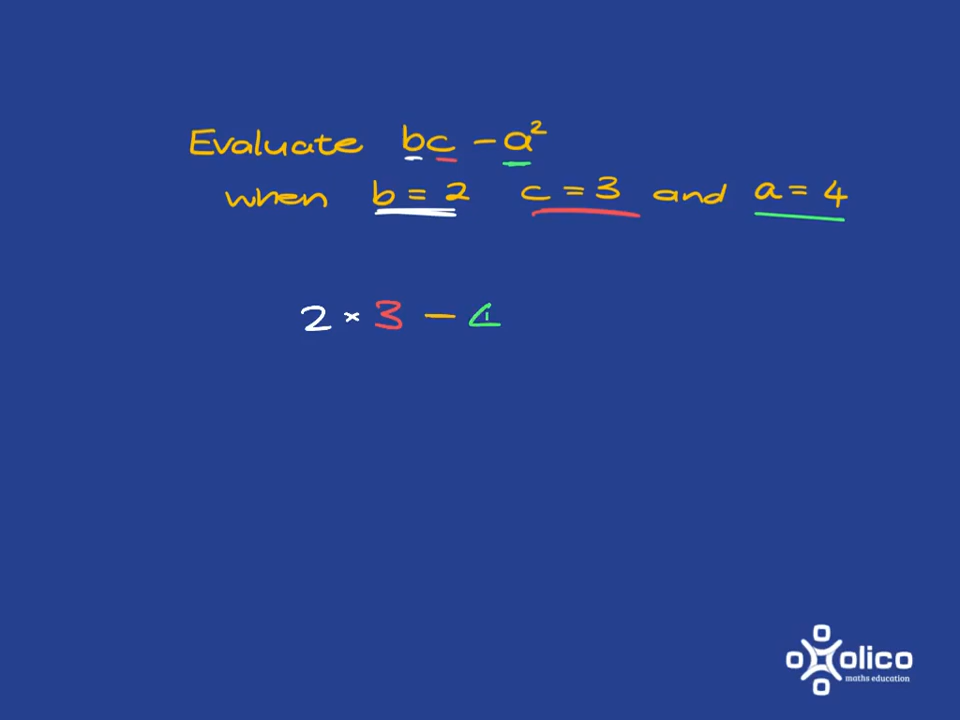 Evaluate bc - a²
when b = 2 c = 3 and a = 4
2 × 3 - 4
olico
maths education